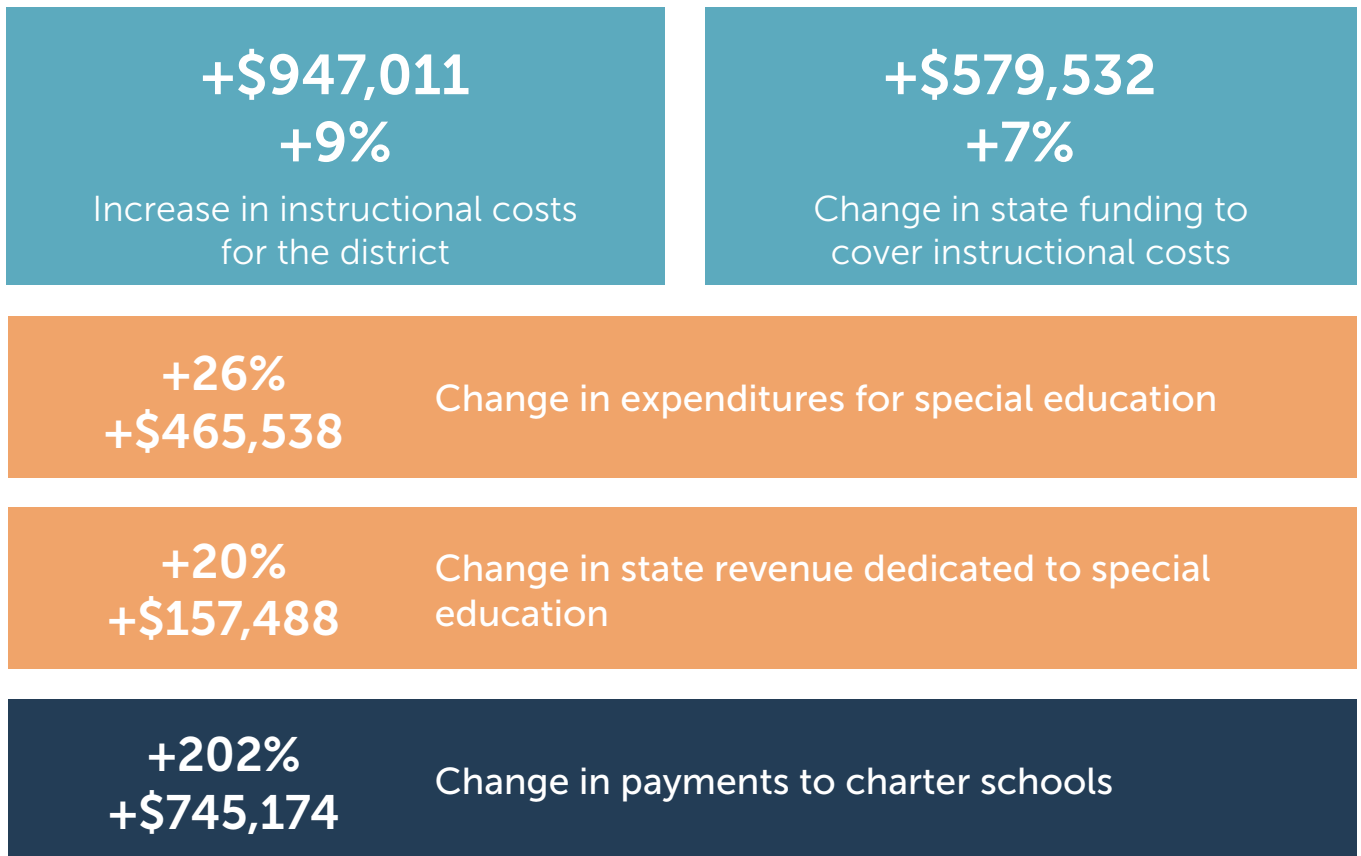 +$947,011
+9%
Increase in instructional costs
for the district
+$579,532
+7%
Change in state funding to
cover instructional costs
+26%
+$465,538
Change in expenditures for special education
+20%
+$157,488
Change in state revenue dedicated to special
education
+202%
+$745,174
Change in payments to charter schools